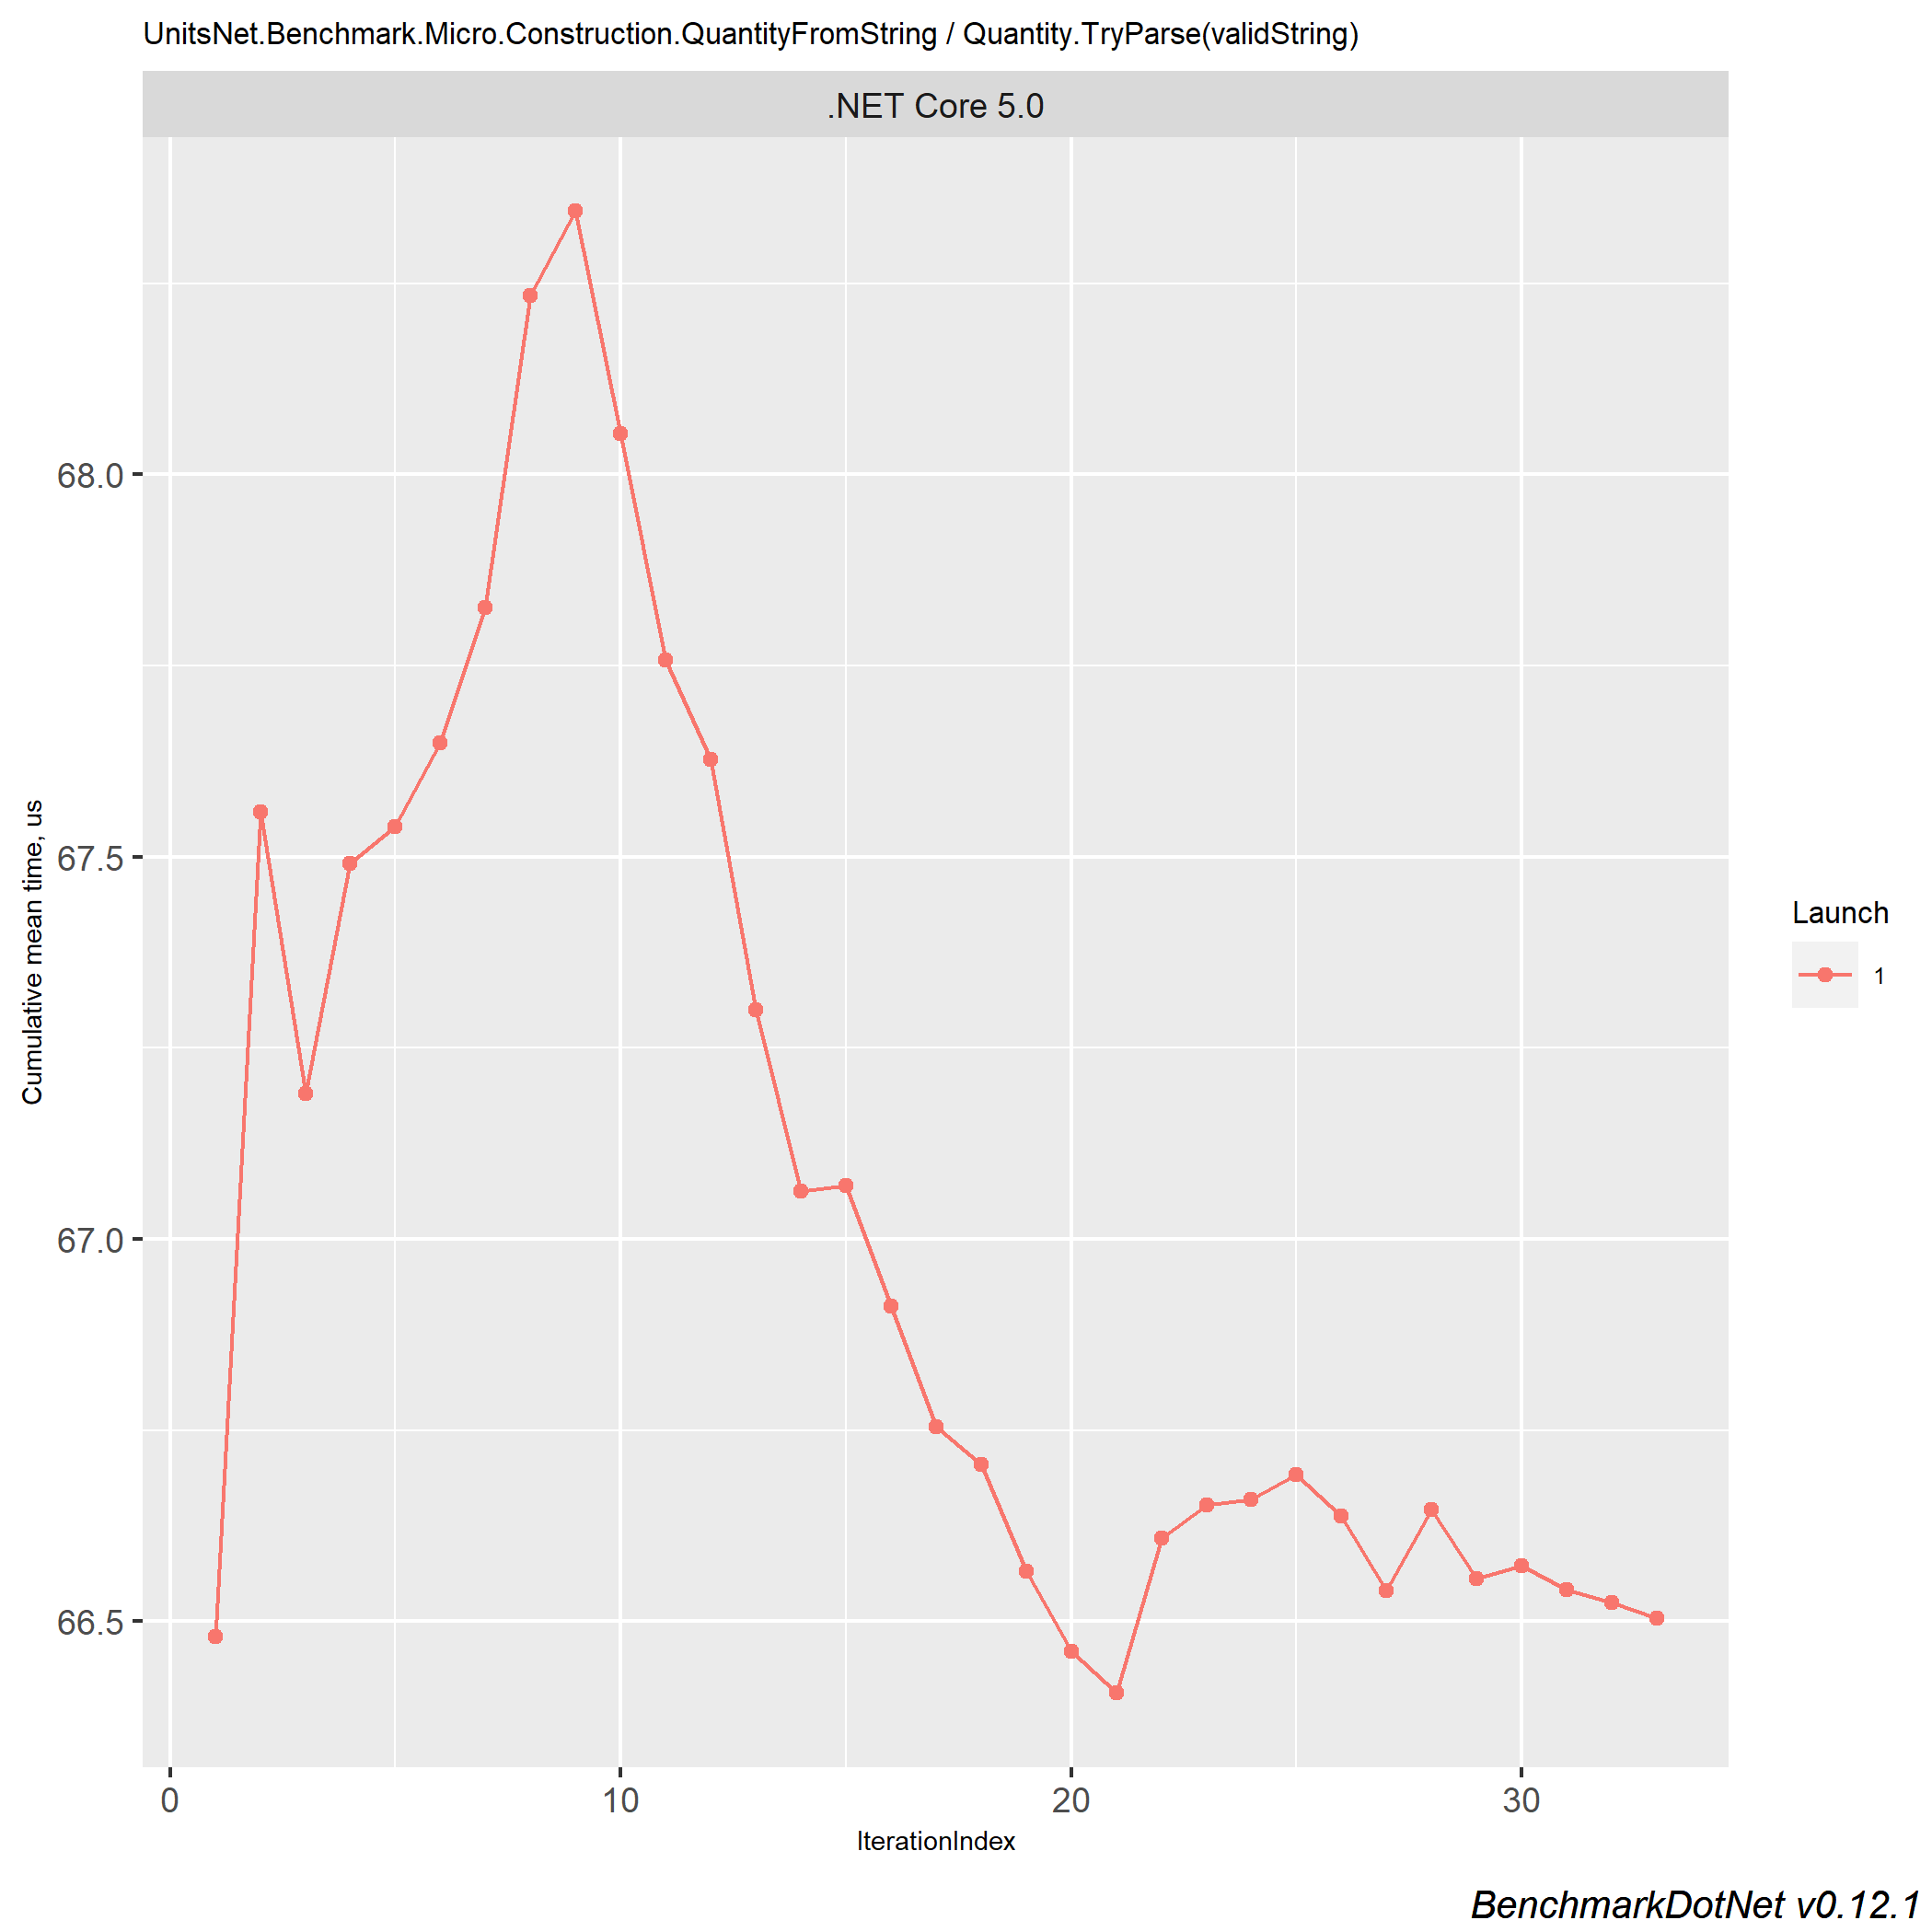 UnitsNet.Benchmark.Micro.Construction.QuantityFromString / Quantity.TryParse(validString)
.NET Core 5.0
68.0
67.5
67.0
66.5
Cumulative mean time, us
0
10
20
30
IterationIndex
Launch
1
BenchmarkDotNet v0.12.1